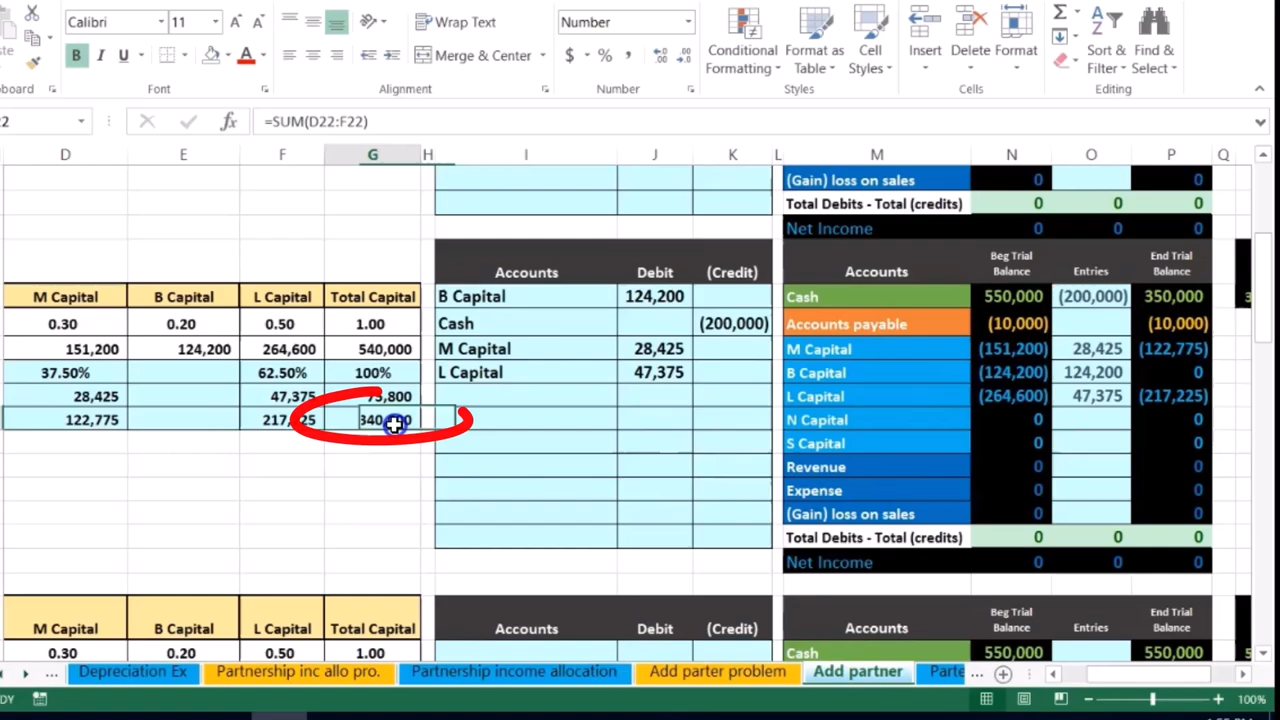 Calibri 11 Wrap Text Number
Merge & Center $ % , Conditional Formatting Format as Table Cell Styles Insert Delete Format Sort & Filter Find & Select
B I U A
Font Alignment Number Styles Cells Editing
=SUM(D22:F22)
D E F G H I J K L M N O P Q
(Gain) loss on sales 0 0
Total Debits - Total (credits) 0 0 0
Net Income 0 0 0
Accounts Debit (Credit) Accounts Beg Trial Balance Entries End Trial Balance
M Capital B Capital L Capital Total Capital B Capital 124,200 Cash 550,000 (200,000) 350,000
0.30 0.20 0.50 1.00 Cash (200,000) Accounts payable (10,000) (10,000)
151,200 124,200 264,600 540,000 M Capital 28,425 M Capital (151,200) 28,425 (122,775)
37.50% 62.50% 100% L Capital 47,375 B Capital (124,200) 124,200 0
28,425 47,375 L Capital (264,600) 47,375 (217,225)
122,775 N Capital 0 0
S Capital 0 0
Revenue 0 0
Expense 0 0
(Gain) loss on sales 0 0
Total Debits - Total (credits) 0 0 0
Net Income 0 0 0
M Capital B Capital L Capital Total Capital Accounts Debit (Credit) Accounts Beg Trial Balance Entries End Trial Balance
0.30 0.20 0.50 1.00 Cash 550,000 550,000
... Depreciation Ex Partnership inc allo pro. Partnership income allocation Add parter problem Add partner Parte ...
100%